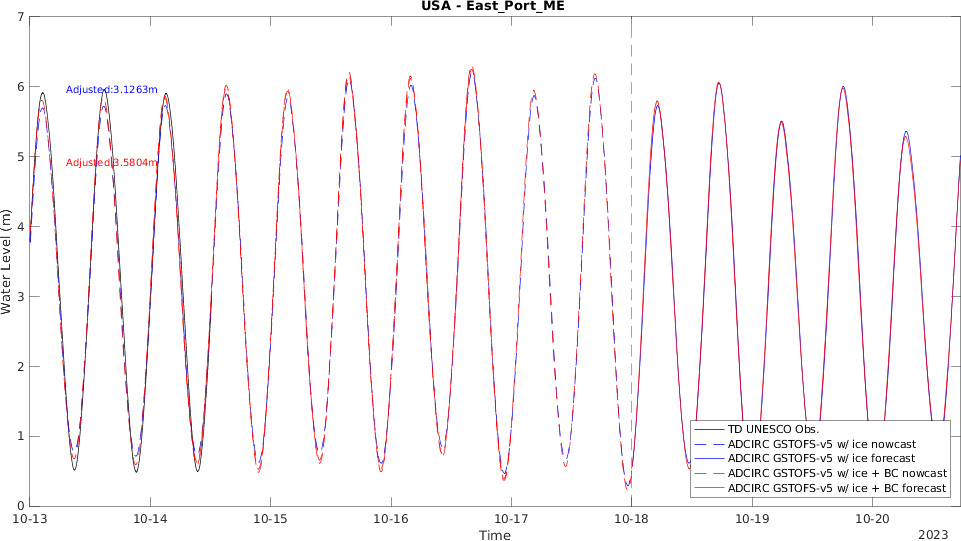 USA - East_Port_ME
7
6
5
4
3
2
1
0
Water Level (m)
Adjusted:3.1263m
Adjusted:3.5804m
TD UNESCO Obs.
ADCIRC GSTOFS-v5 w/ ice nowcast
ADCIRC GSTOFS-v5 w/ ice forecast
ADCIRC GSTOFS-v5 w/ ice + BC nowcast
ADCIRC GSTOFS-v5 w/ ice + BC forecast
10-13 10-14 10-15 10-16 10-17 10-18 10-19 10-20
Time
2023